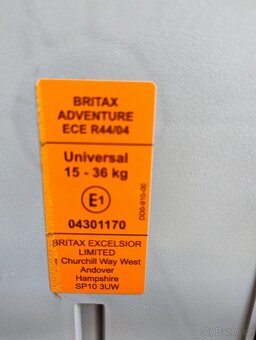 BRITAX
ADVENTURE
ECE R44/04
Universal
15 - 36 kg
E1
04301170
BRITAX EXCELSIOR
LIMITED
Churchill Way West
Andover
Hampshire
SP10 3UW